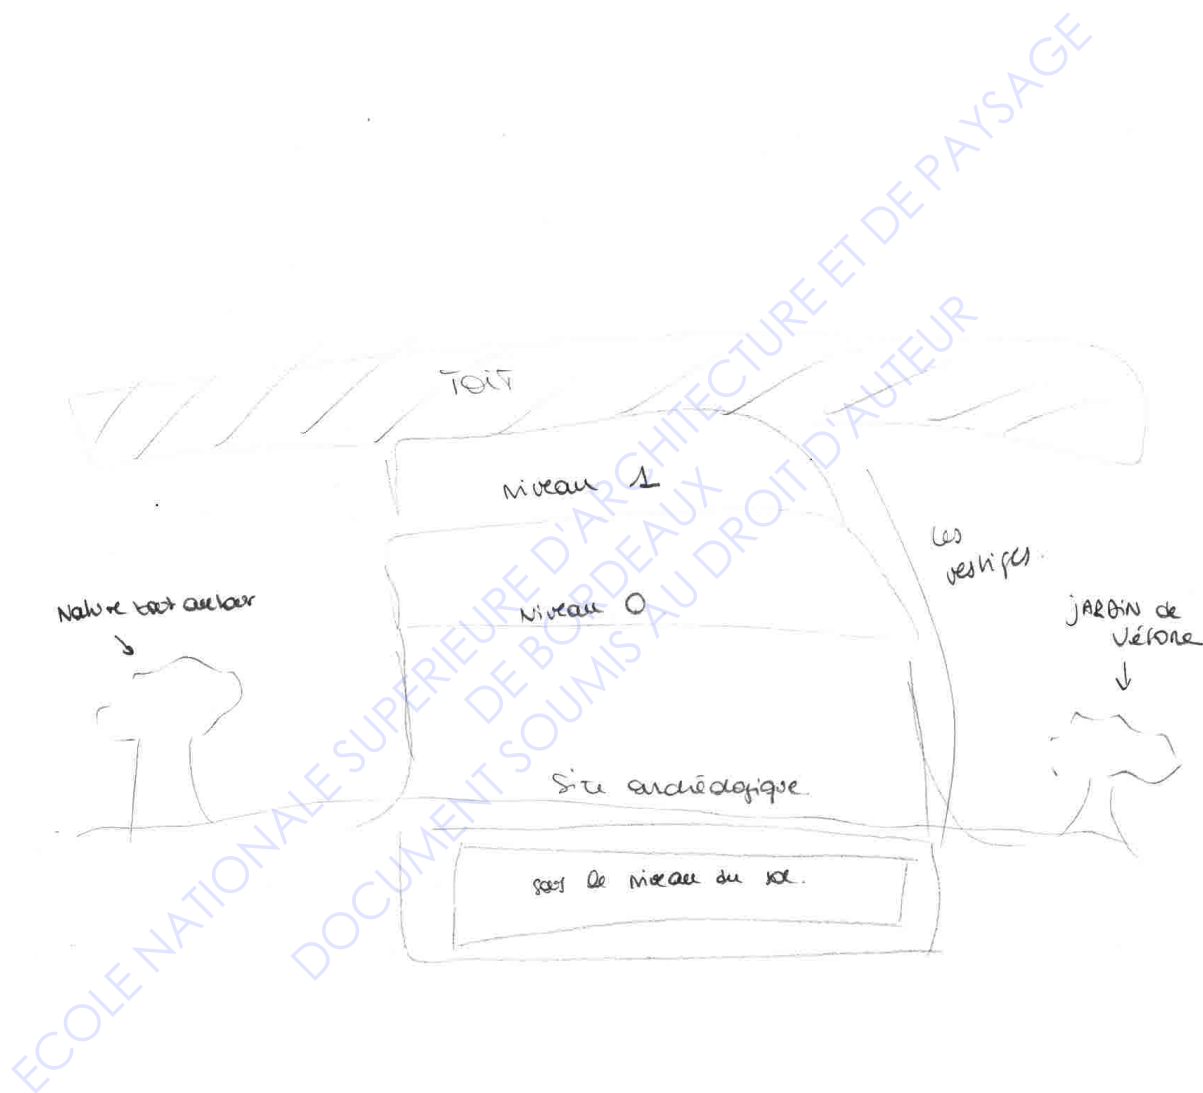 TOIT
Niveau 1
Les
vestiges.
Nature tout autour
Niveau 0
JARDIN de
Vésone
Site archéologique
sous le niveau du sol.
ECOLE NATIONALE SUPERIEURE D'ARCHITECTURE ET DE PAYSAGE
DE BORDEAUX
DOCUMENT SOUMIS AU DROIT D'AUTEUR